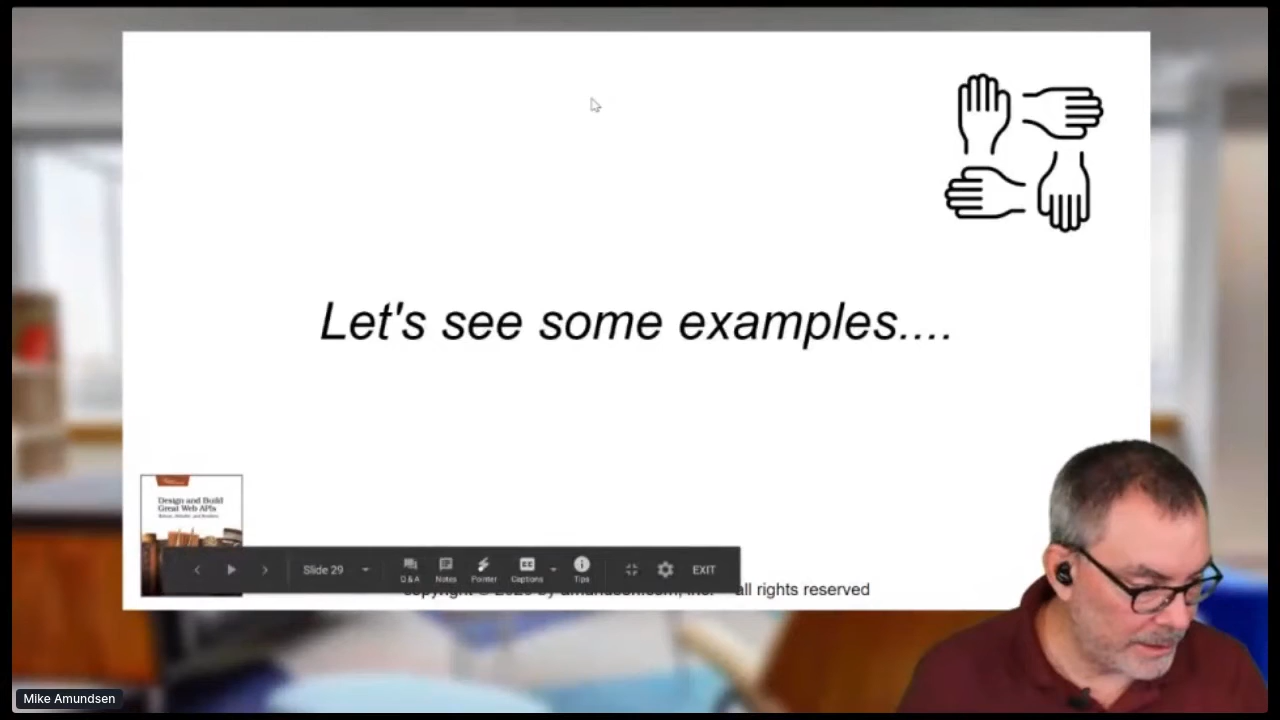 Let's see some examples....
Design and Build
Great Web APIs
Slide 29
Q&A
Notes
Pointer
Captions
Tips
EXIT
all rights reserved
Mike Amundsen